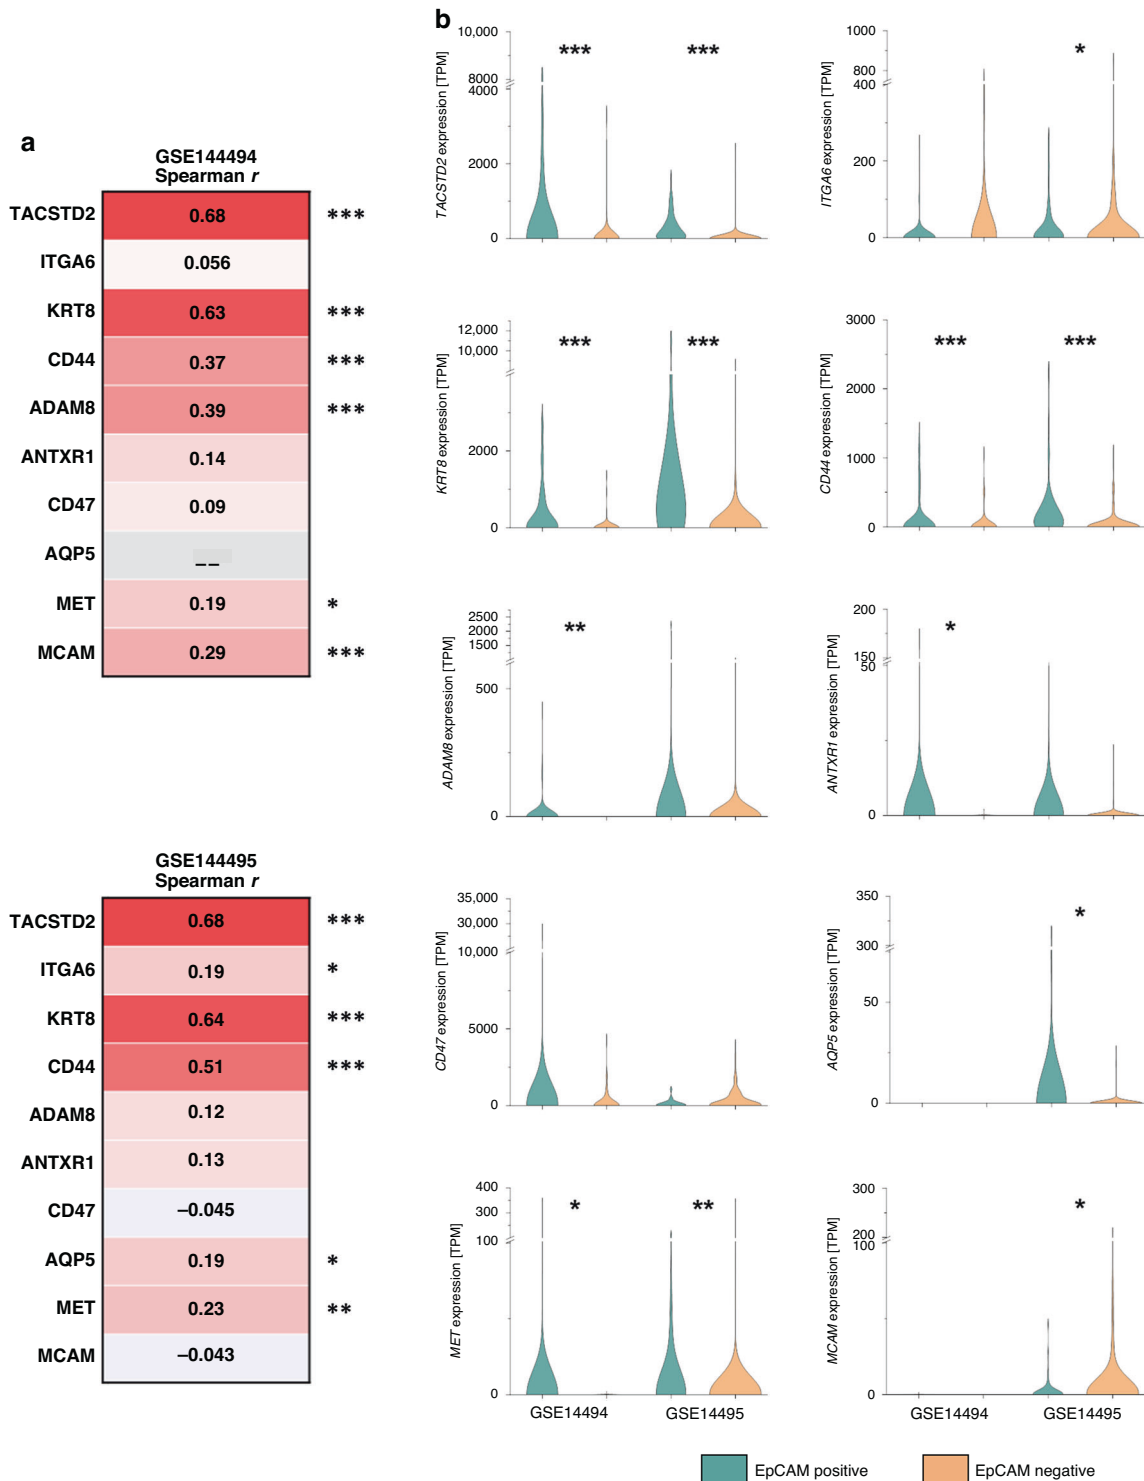 a
GSE144494
Spearman r
TACSTD2 0.68 ***
ITGA6 0.056
KRT8 0.63 ***
CD44 0.37 ***
ADAM8 0.39 ***
ANTXR1 0.14
CD47 0.09
AQP5 __
MET 0.19 *
MCAM 0.29 ***
GSE144495
Spearman r
TACSTD2 0.68 ***
ITGA6 0.19 *
KRT8 0.64 ***
CD44 0.51 ***
ADAM8 0.12
ANTXR1 0.13
CD47 −0.045
AQP5 0.19 *
MET 0.23 **
MCAM −0.043
b
TACSTD2 expression [TPM]
10,000
8000
4000
2000
0
*** ***
ITGA6 expression [TPM]
1000
800
400
200
0
*
KRT8 expression [TPM]
12,000
10,000
2000
0
*** ***
CD44 expression [TPM]
3000
2000
1000
0
*** ***
ADAM8 expression [TPM]
2500
2000
1500
500
0
**
ANTXR1 expression [TPM]
200
150
50
0
*
CD47 expression [TPM]
35,000
30,000
10,000
5000
0
AQP5 expression [TPM]
350
300
50
0
*
MET expression [TPM]
400
300
100
0
* **
GSE14494 GSE14495
MCAM expression [TPM]
300
200
100
0
*
GSE14494 GSE14495
EpCAM positive EpCAM negative